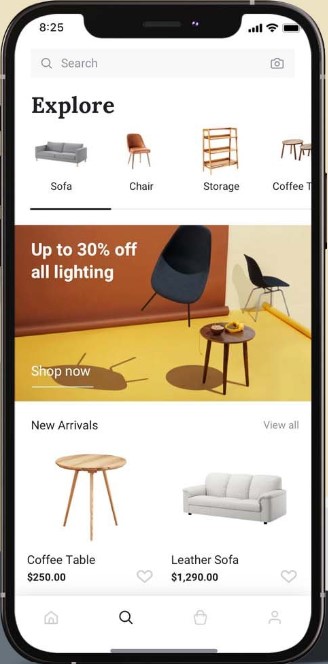 8:25
Search
Explore
Sofa
Chair
Storage
Coffee T
Up to 30% off
all lighting
Shop now
New Arrivals
View all
Coffee Table
$250.00
Leather Sofa
$1,290.00